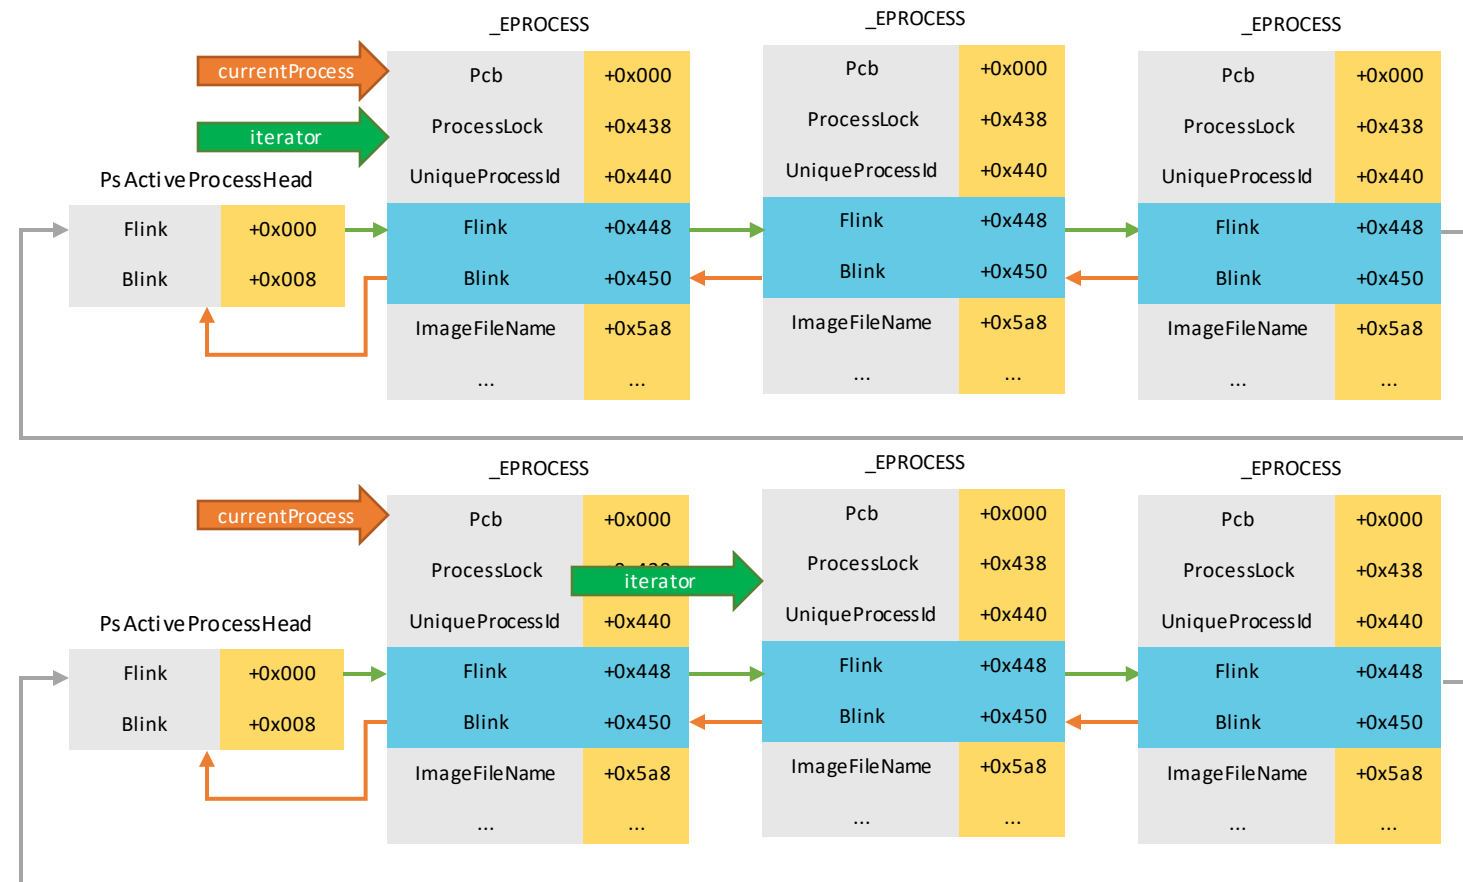 _EPROCESS _EPROCESS _EPROCESS
currentProcess
iterator
PsActiveProcessHead
Flink +0x000
Blink +0x008
Pcb +0x000
ProcessLock +0x438
UniqueProcessId +0x440
Flink +0x448
Blink +0x450
ImageFileName +0x5a8
... ...
Pcb +0x000
ProcessLock +0x438
UniqueProcessId +0x440
Flink +0x448
Blink +0x450
ImageFileName +0x5a8
... ...
Pcb +0x000
ProcessLock +0x438
UniqueProcessId +0x440
Flink +0x448
Blink +0x450
ImageFileName +0x5a8
... ...
_EPROCESS _EPROCESS _EPROCESS
currentProcess
PsActiveProcessHead
Flink +0x000
Blink +0x008
Pcb +0x000
ProcessLock
UniqueProcessId +0x440
Flink +0x448
Blink +0x450
ImageFileName +0x5a8
... ...
iterator
Pcb +0x000
ProcessLock +0x438
UniqueProcessId +0x440
Flink +0x448
Blink +0x450
ImageFileName +0x5a8
... ...
Pcb +0x000
ProcessLock +0x438
UniqueProcessId +0x440
Flink +0x448
Blink +0x450
ImageFileName +0x5a8
... ...